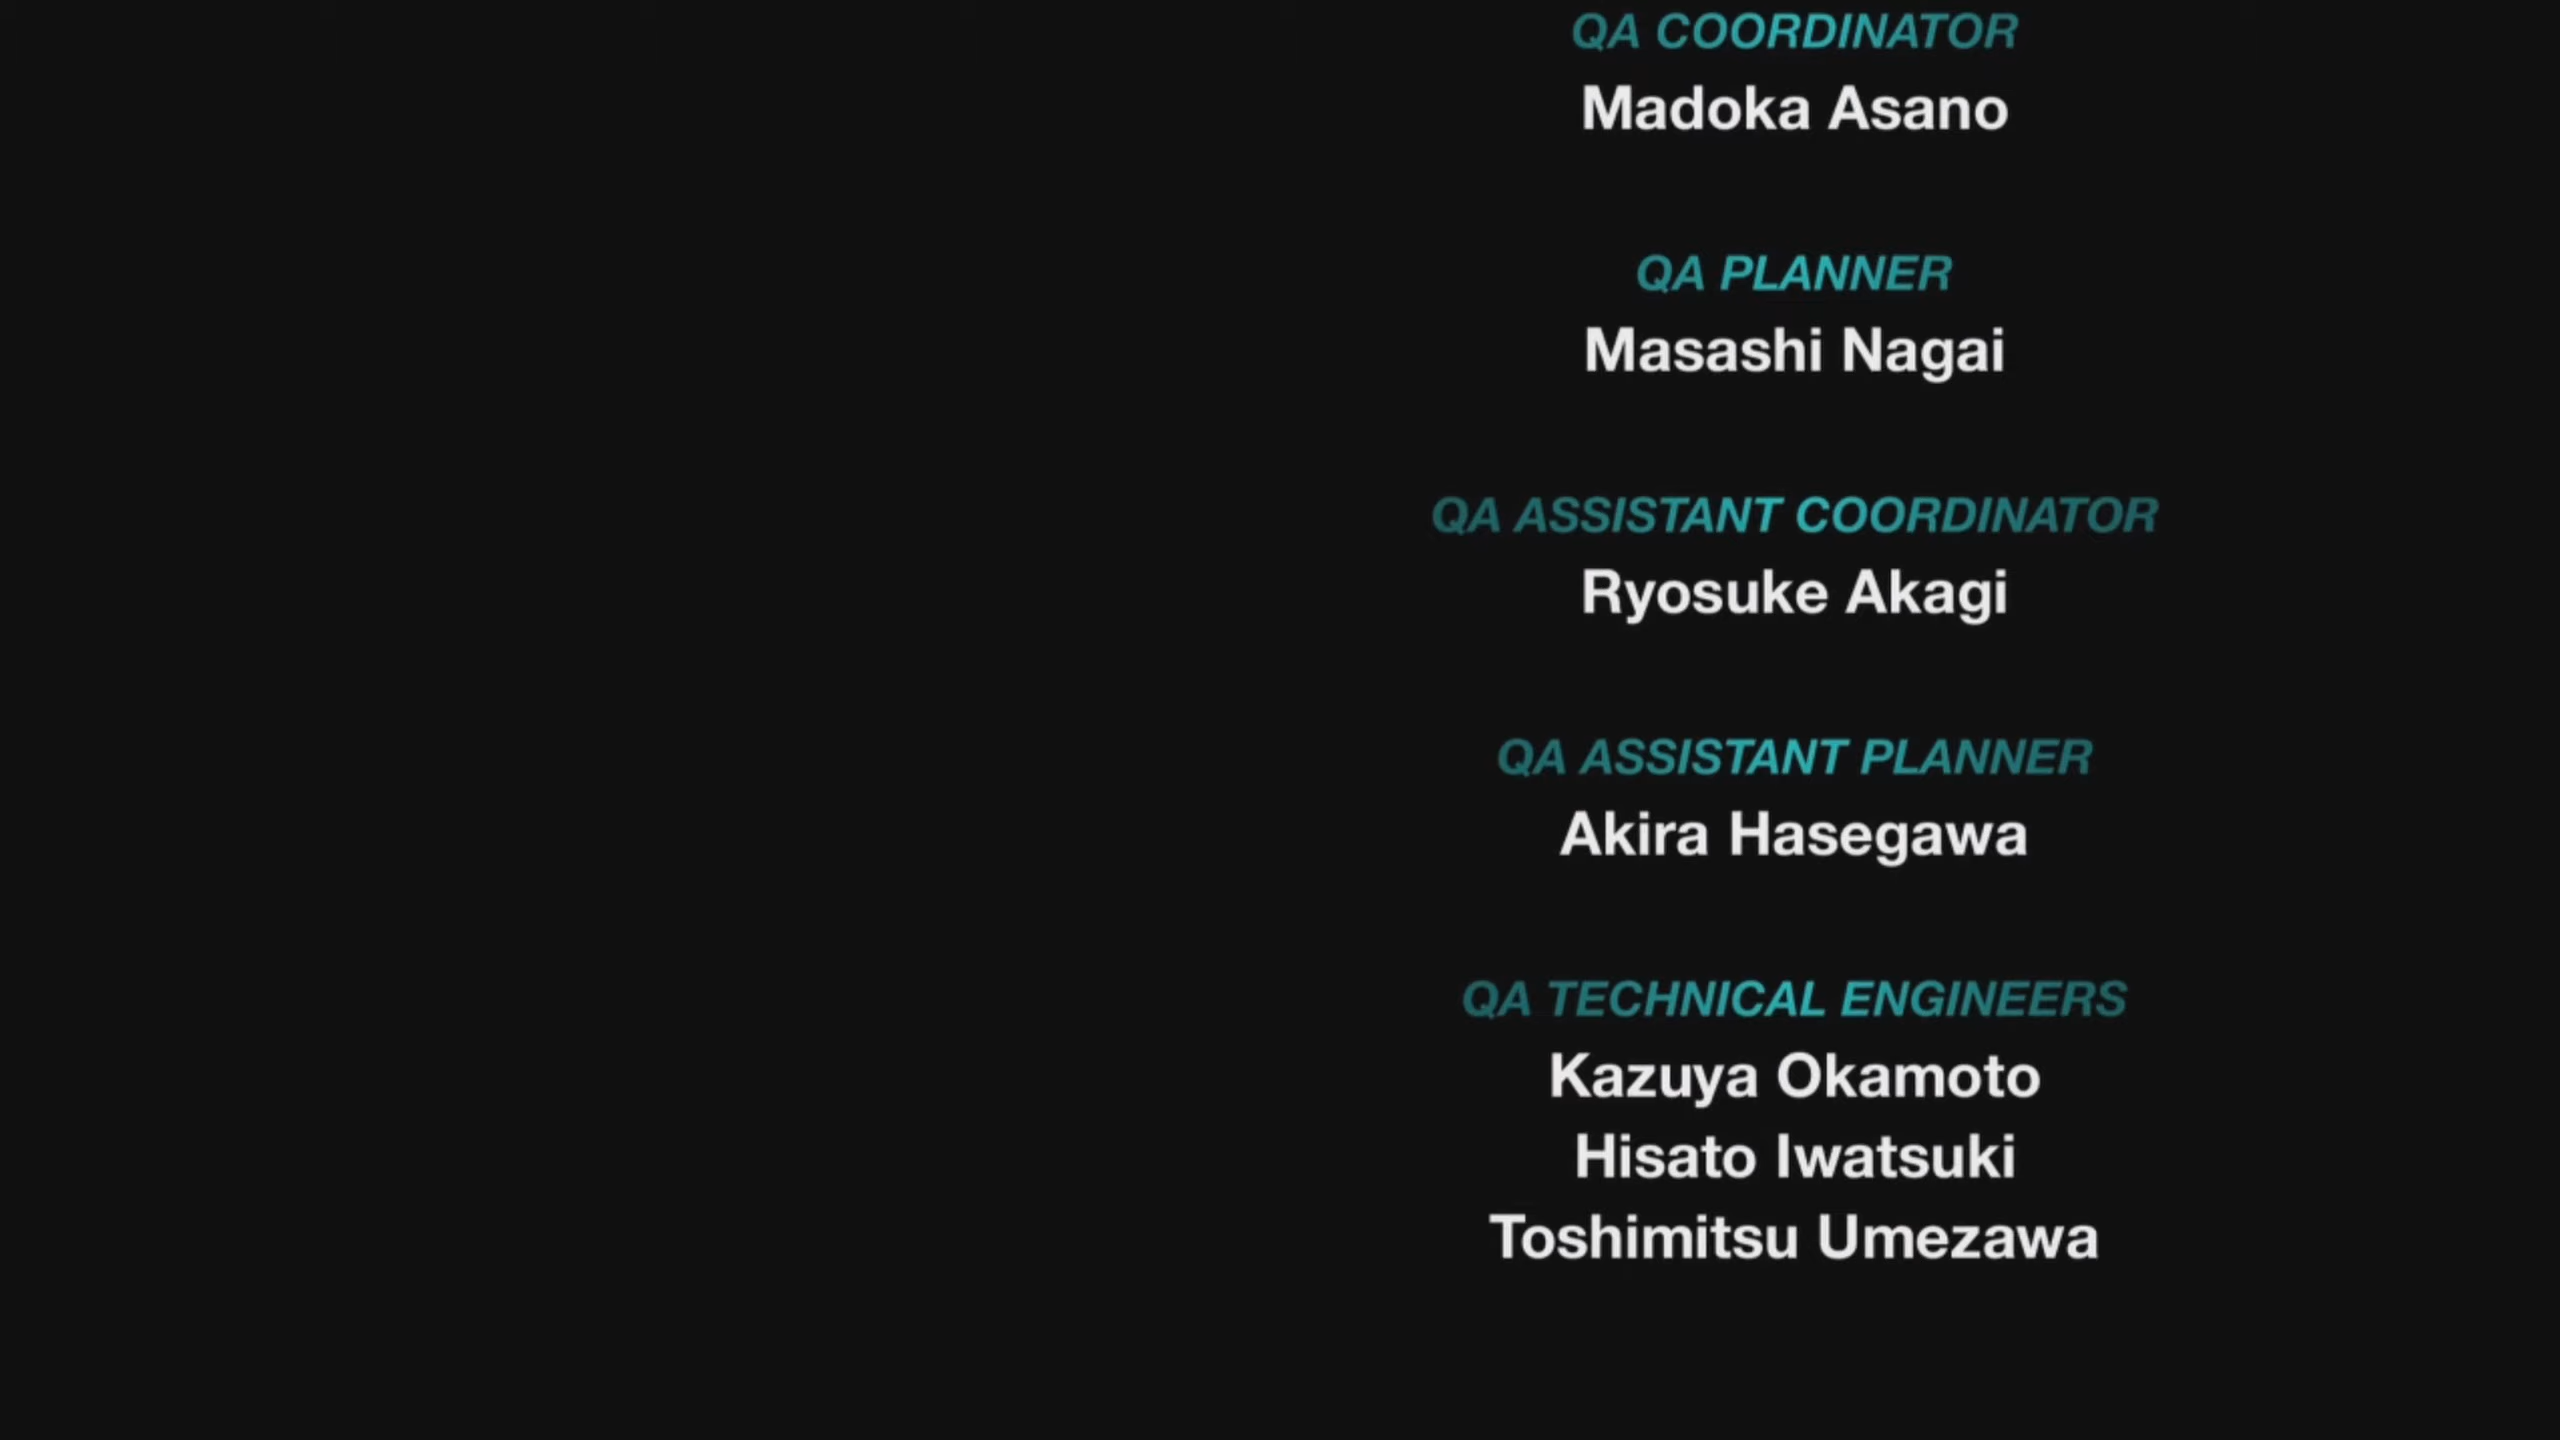 QA COORDINATOR
Madoka Asano
QA PLANNER
Masashi Nagai
QA ASSISTANT COORDINATOR
Ryosuke Akagi
QA ASSISTANT PLANNER
Akira Hasegawa
QA TECHNICAL ENGINEERS
Kazuya Okamoto
Hisato Iwatsuki
Toshimitsu Umezawa